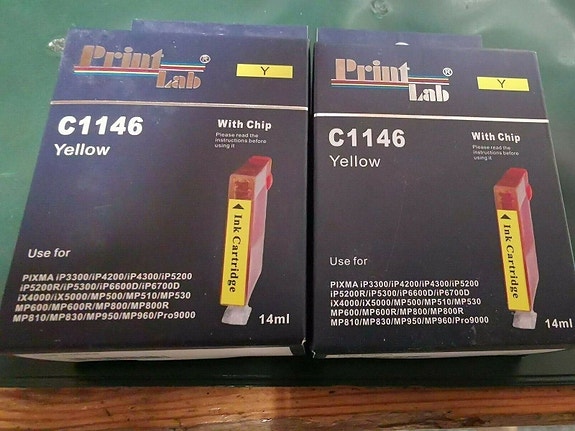 Print Lab®
Y
C1146
Yellow
With Chip
Please read the
instructions before
using it
Ink Cartridge
Use for
PIXMA iP3300/iP4200/iP4300/iP5200
iP5200R/iP5300/iP6600D/iP6700D
iX4000/iX5000/MP500/MP510/MP530
MP600/MP600R/MP800/MP800R
MP810/MP830/MP950/MP960/Pro9000
14ml
Print Lab®
Y
C1146
Yellow
With Chip
Please read the
instructions before
using it
Ink Cartridge
Use for
PIXMA iP3300/iP4200/iP4300/iP5200
iP5200R/iP5300/iP6600D/iP6700D
iX4000/iX5000/MP500/MP510/MP530
MP600/MP600R/MP800/MP800R
MP810/MP830/MP950/MP960/Pro9000
14ml